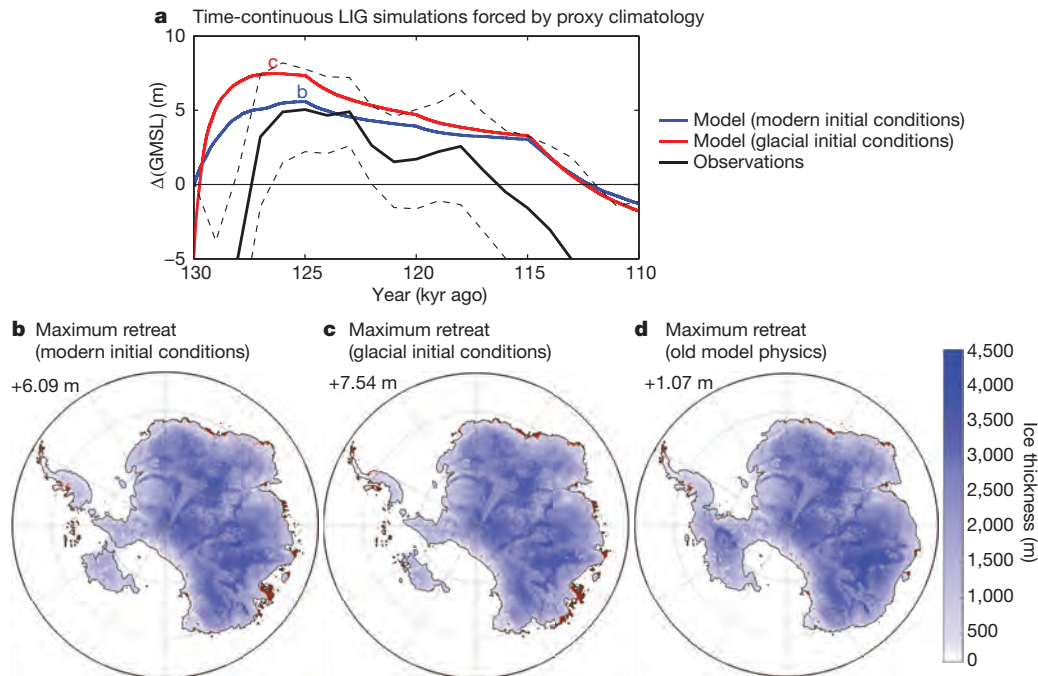 a Time-continuous LIG simulations forced by proxy climatology
10
5
0
–5
Δ(GMSL) (m)
c
b
130
125
120
115
110
Year (kyr ago)
Model (modern initial conditions)
Model (glacial initial conditions)
Observations
b Maximum retreat
(modern initial conditions)
+6.09 m
c Maximum retreat
(glacial initial conditions)
+7.54 m
d Maximum retreat
(old model physics)
+1.07 m
4,500
4,000
3,500
3,000
2,500
2,000
1,500
1,000
500
0
Ice thickness (m)